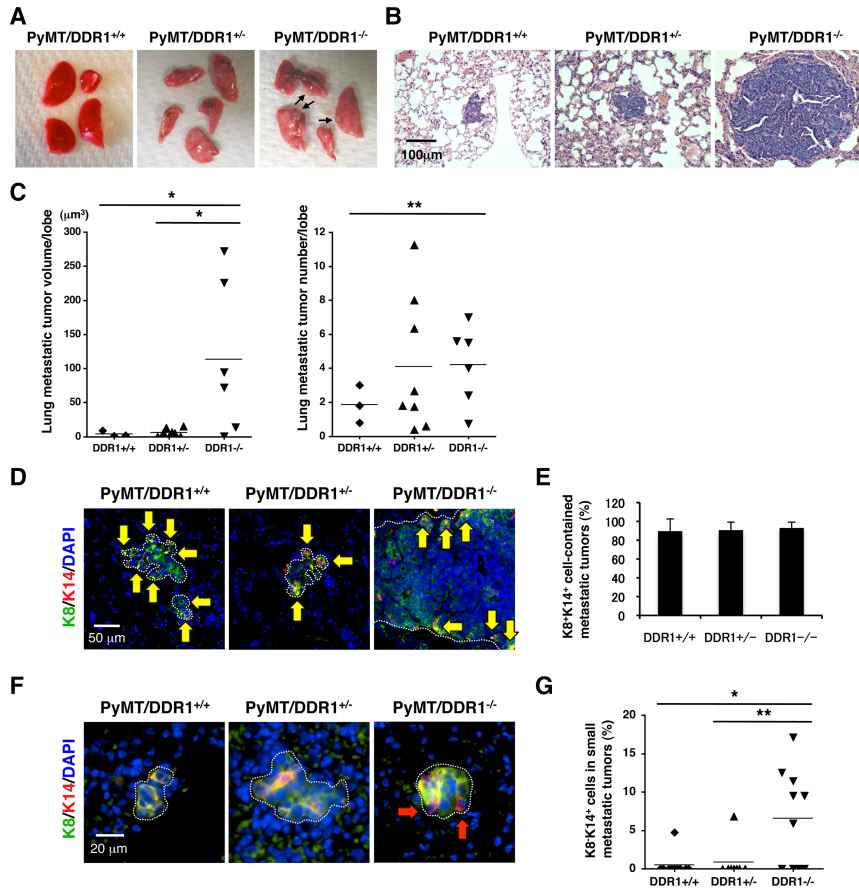 A
PyMT/DDR1+/+ PyMT/DDR1+/- PyMT/DDR1-/-
B
PyMT/DDR1+/+ PyMT/DDR1+/- PyMT/DDR1-/-
100μm
C
(μm³)
*
*
Lung metastatic tumor volume/lobe
300
250
200
150
100
50
0
DDR1+/+ DDR1+/- DDR1-/-
**
Lung metastatic tumor number/lobe
12
10
8
6
4
2
0
DDR1+/+ DDR1+/- DDR1-/-
D
PyMT/DDR1+/+ PyMT/DDR1+/- PyMT/DDR1-/-
K8/K14/DAPI
50 μm
E
K8+K14+ cell-contained
metastatic tumors (%)
120
100
80
60
40
20
0
DDR1+/+ DDR1+/− DDR1−/−
F
PyMT/DDR1+/+ PyMT/DDR1+/- PyMT/DDR1-/-
K8/K14/DAPI
20 μm
G
*
**
K8-K14+ cells in small
metastatic tumors (%)
20
15
10
5
0
DDR1+/+ DDR1+/- DDR1-/-